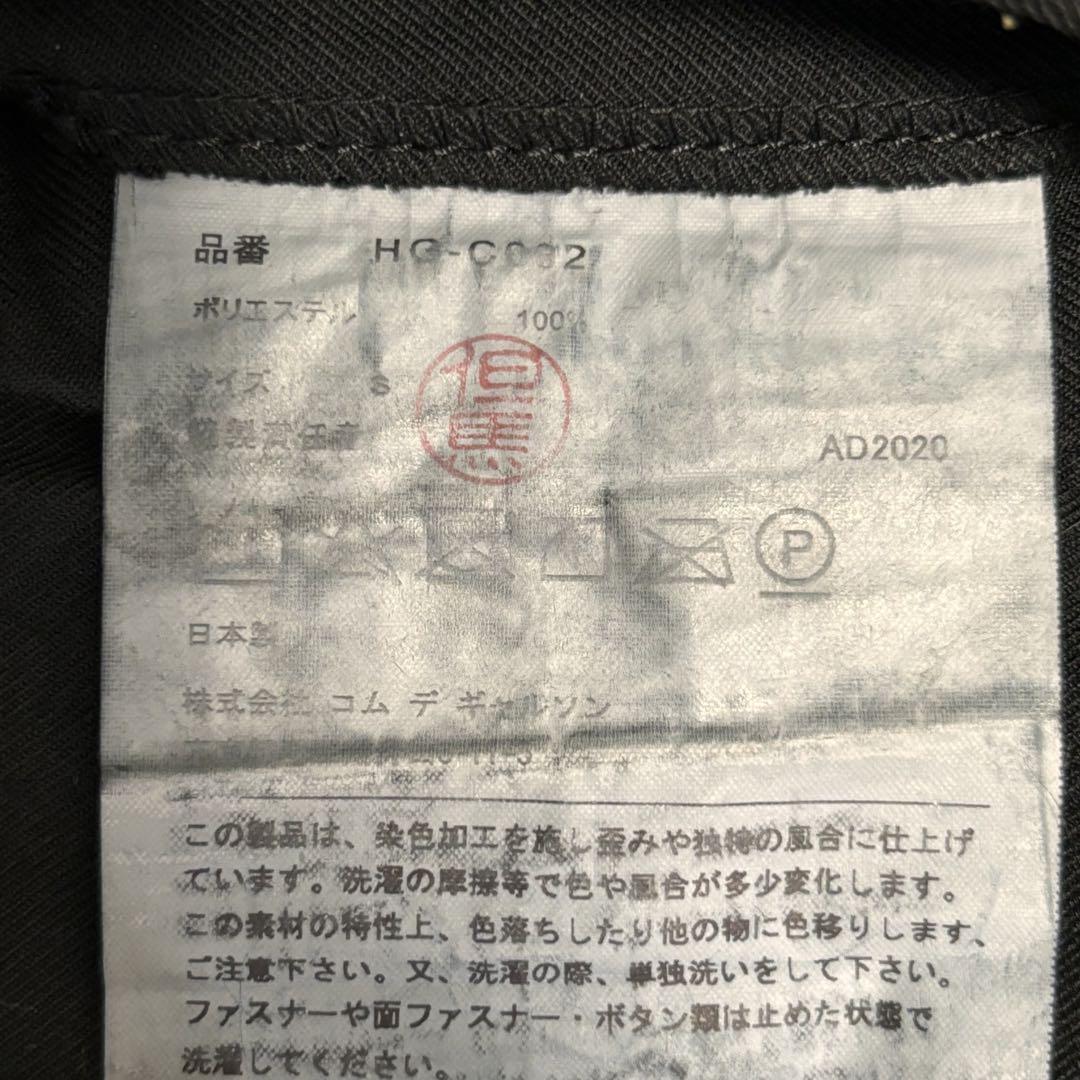 品番 HG-C032
ポリエステル 100%
サイズ S
但馬
縫製責任者
AD2020
P
日本製
株式会社 コム デ ギャルソン
この製品は、染色加工を施し歪みや独特の風合に仕上げ
ています。洗濯の摩擦等で色や風合が多少変化します。
この素材の特性上、色落ちしたり他の物に色移りします、
ご注意下さい。又、洗濯の際、単独洗いをして下さい。
ファスナーや面ファスナー・ボタン類は止めた状態で
洗濯してください。